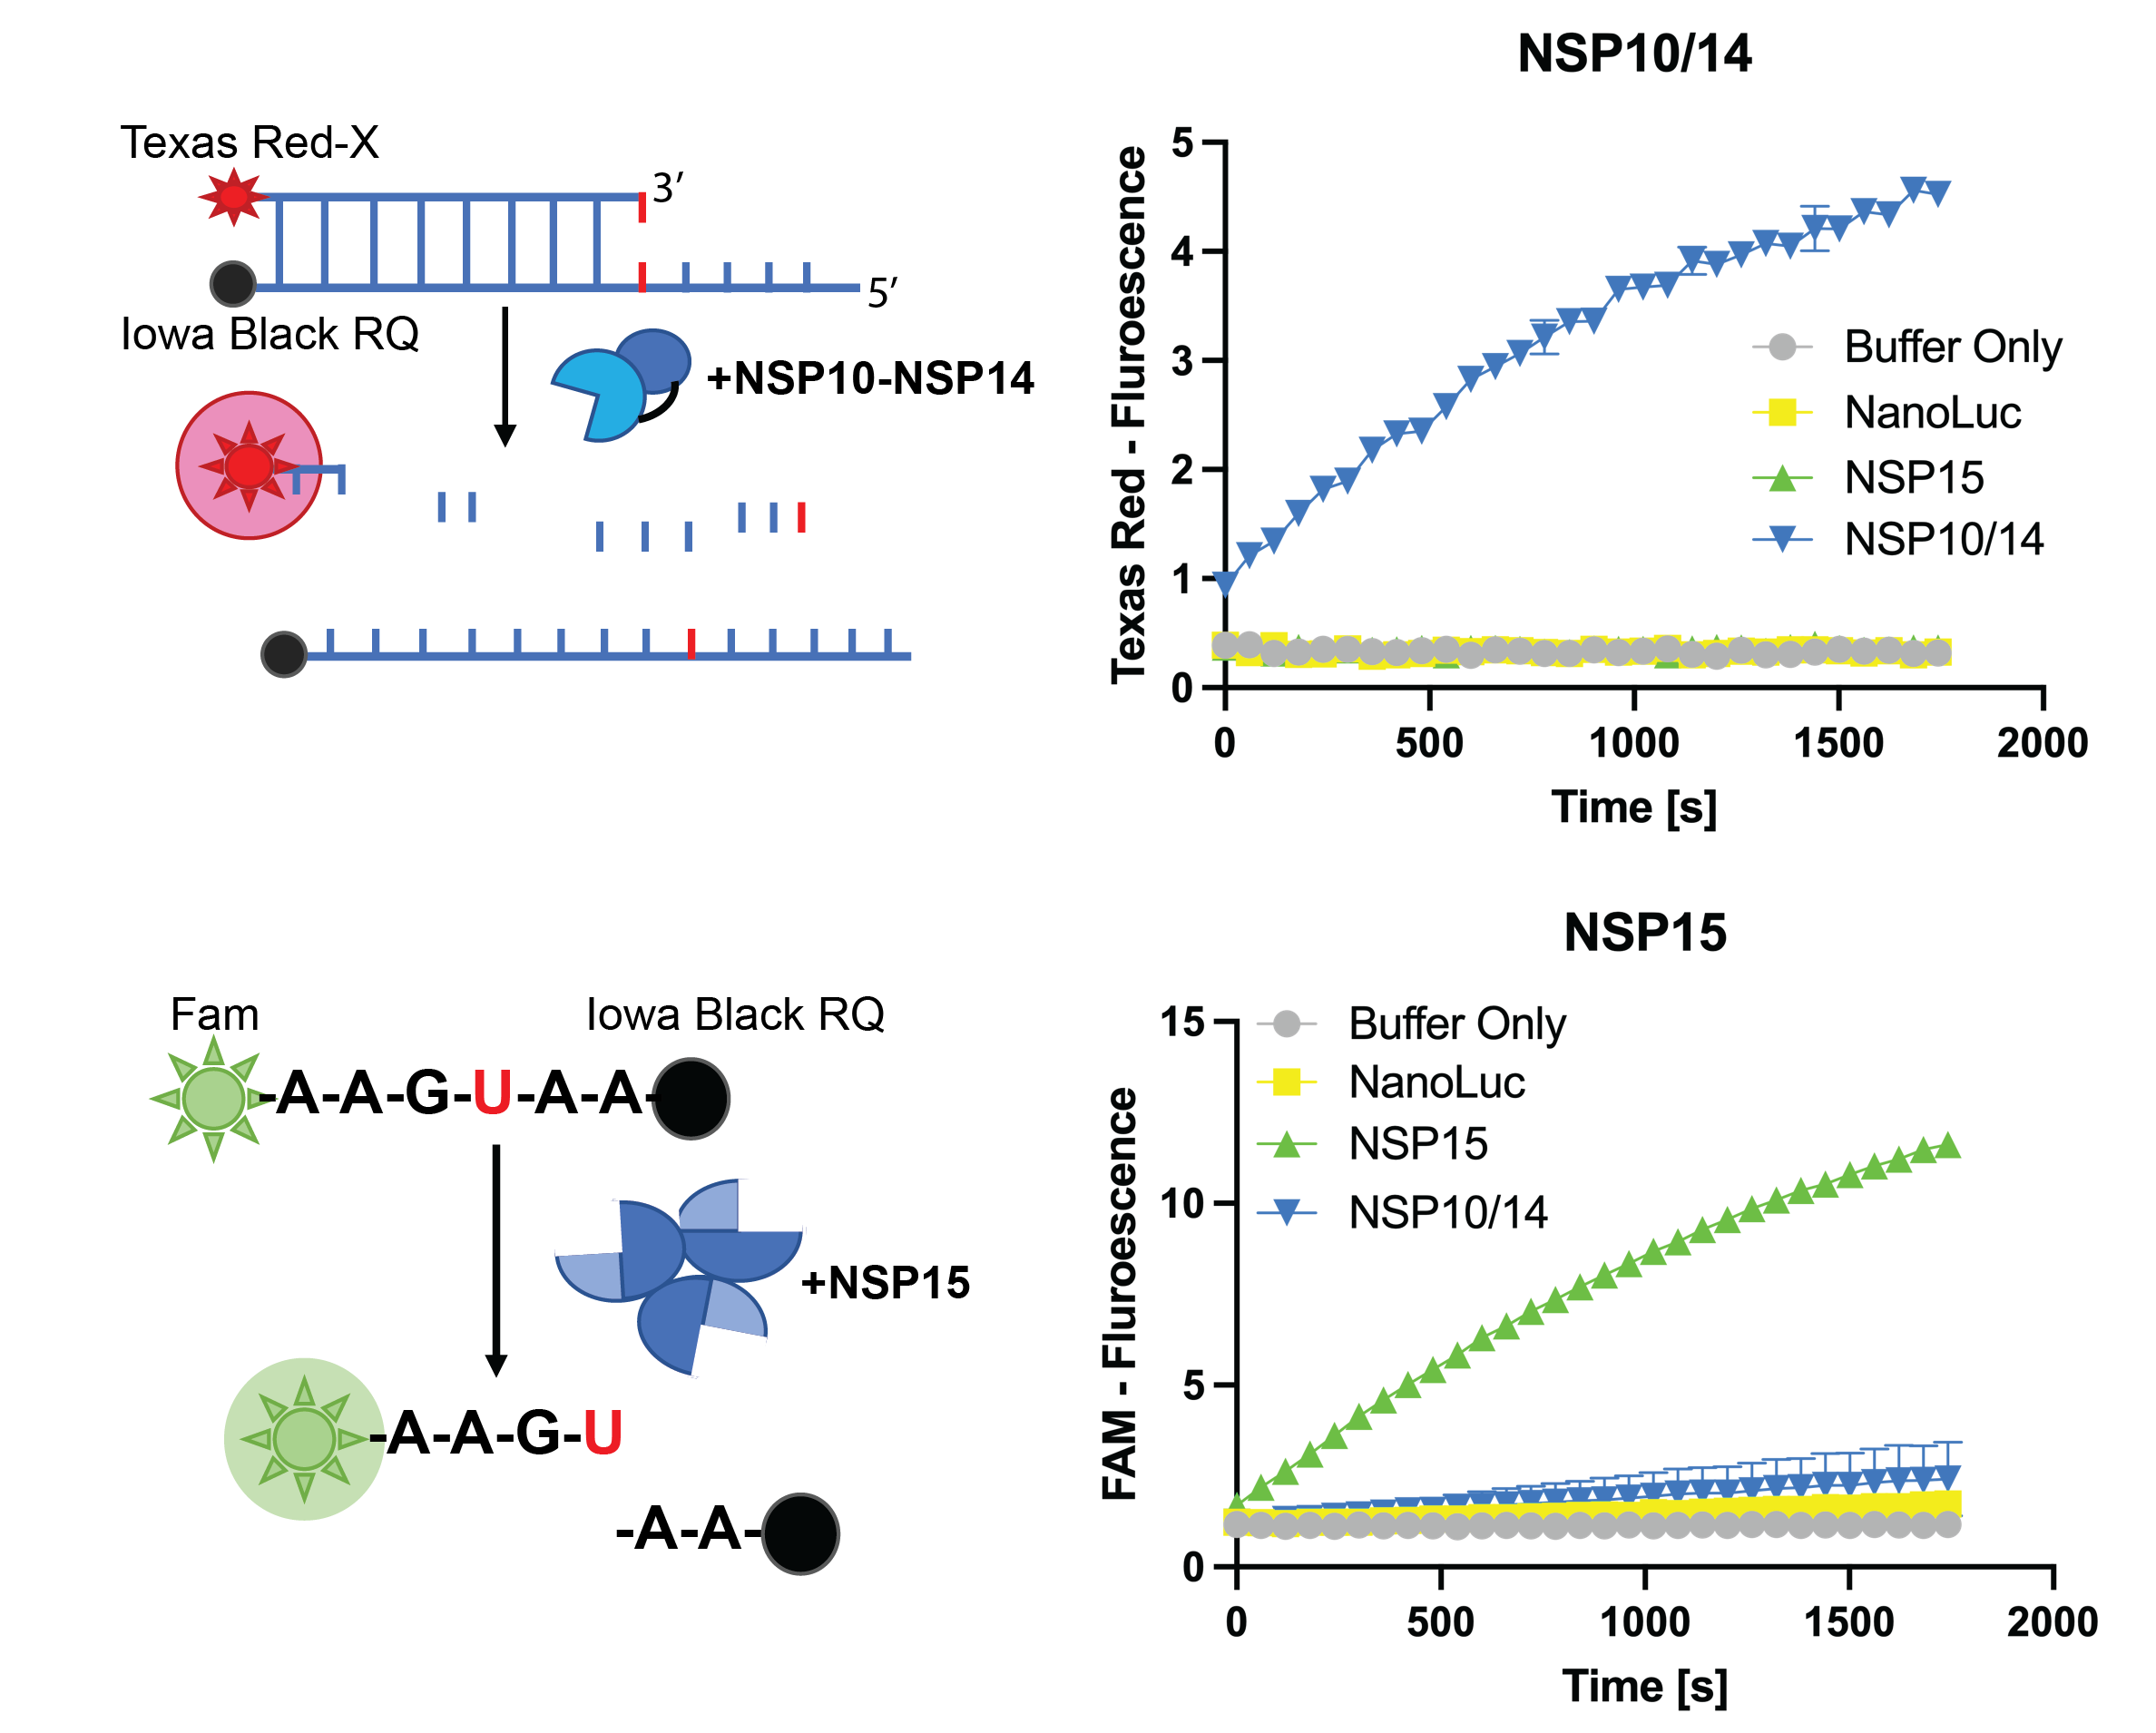 NSP10/14
Texas Red-X
3′
5′
Iowa Black RQ
+NSP10-NSP14
Texas Red - Fluroescence
5
4
3
2
1
0
Buffer Only
NanoLuc
NSP15
NSP10/14
0 500 1000 1500 2000
Time [s]
NSP15
Fam
Iowa Black RQ
-A-A-G-U-A-A-
+NSP15
-A-A-G-U
-A-A-
FAM - Fluroescence
15
10
5
0
Buffer Only
NanoLuc
NSP15
NSP10/14
0 500 1000 1500 2000
Time [s]